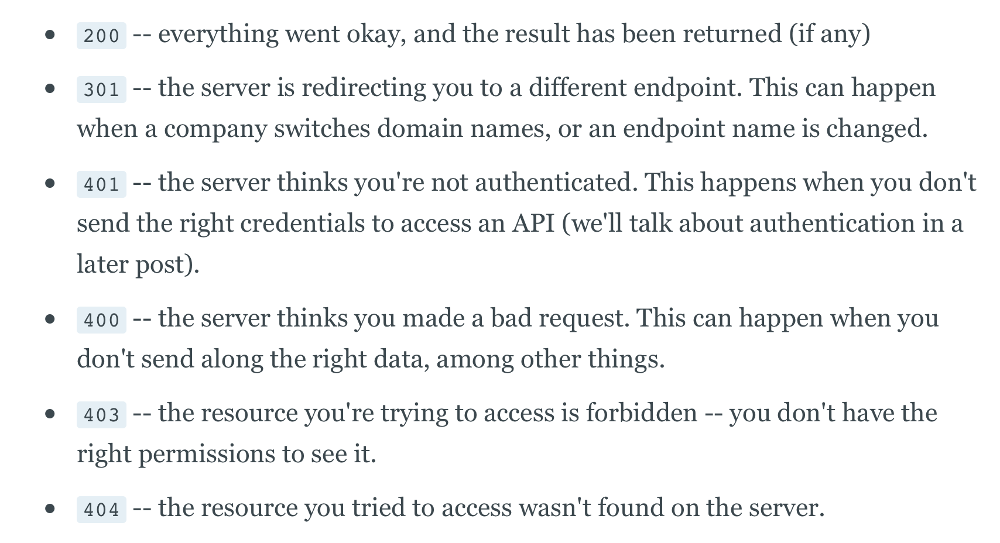 • 200 -- everything went okay, and the result has been returned (if any)
• 301 -- the server is redirecting you to a different endpoint. This can happen
when a company switches domain names, or an endpoint name is changed.
• 401 -- the server thinks you're not authenticated. This happens when you don't
send the right credentials to access an API (we'll talk about authentication in a
later post).
• 400 -- the server thinks you made a bad request. This can happen when you
don't send along the right data, among other things.
• 403 -- the resource you're trying to access is forbidden -- you don't have the
right permissions to see it.
• 404 -- the resource you tried to access wasn't found on the server.